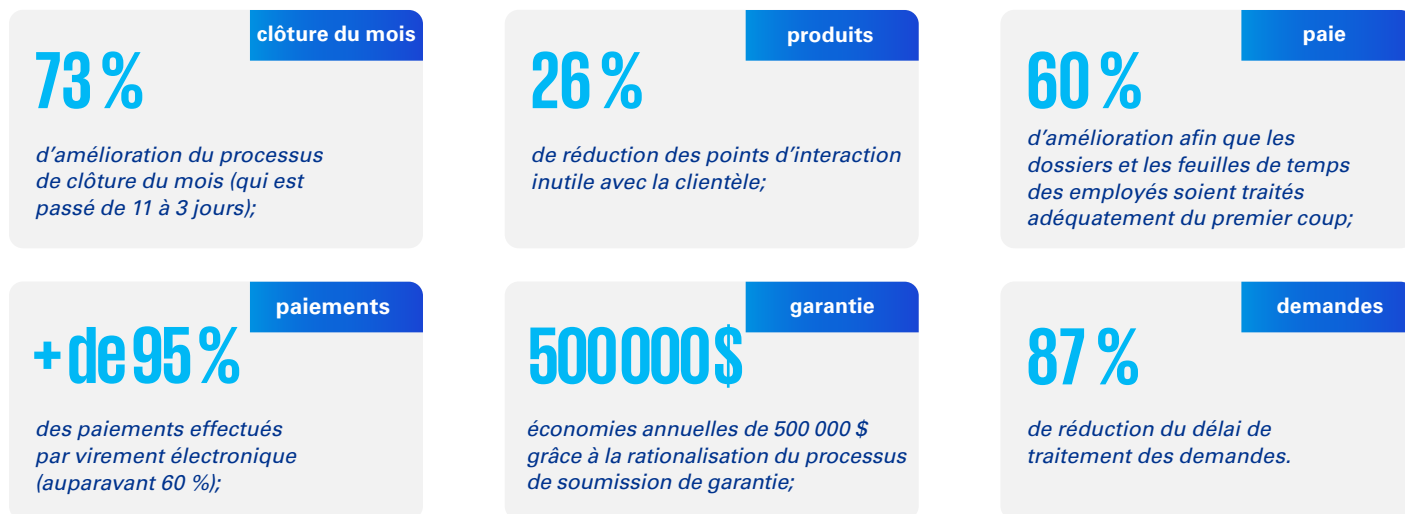 clôture du mois
73 %
d’amélioration du processus
de clôture du mois (qui est
passé de 11 à 3 jours);
produits
26 %
de réduction des points d’interaction
inutile avec la clientèle;
paie
60 %
d’amélioration afin que les
dossiers et les feuilles de temps
des employés soient traités
adéquatement du premier coup;
paiements
+ de 95 %
des paiements effectués
par virement électronique
(auparavant 60 %);
garantie
500 000 $
économies annuelles de 500 000 $
grâce à la rationalisation du processus
de soumission de garantie;
demandes
87 %
de réduction du délai de
traitement des demandes.